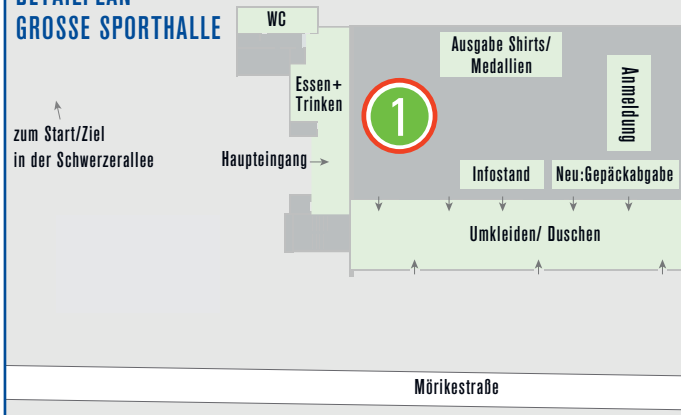 DETAILPLAN
GROSSE SPORTHALLE
WC
Ausgabe Shirts/
Medallien
Anmeldung
Essen+
Trinken
1
zum Start/Ziel
in der Schwerzerallee
Haupteingang
Infostand
Neu:Gepäckabgabe
Umkleiden/ Duschen
Mörikestraße